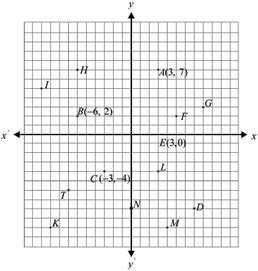 y
H
A(3, 7)
I
B(−6, 2)
G
F
x'
x
E(3,0)
C (−3,−4)
L
T
N
D
K
M
y'